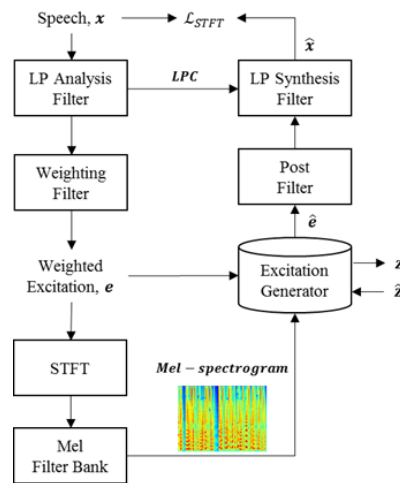 Speech, x
ℒ_STFT
x̂
LP Analysis
Filter
LPC
LP Synthesis
Filter
Weighting
Filter
Post
Filter
ê
Weighted
Excitation, e
Excitation
Generator
z
ẑ
STFT
Mel − spectrogram
Mel
Filter Bank